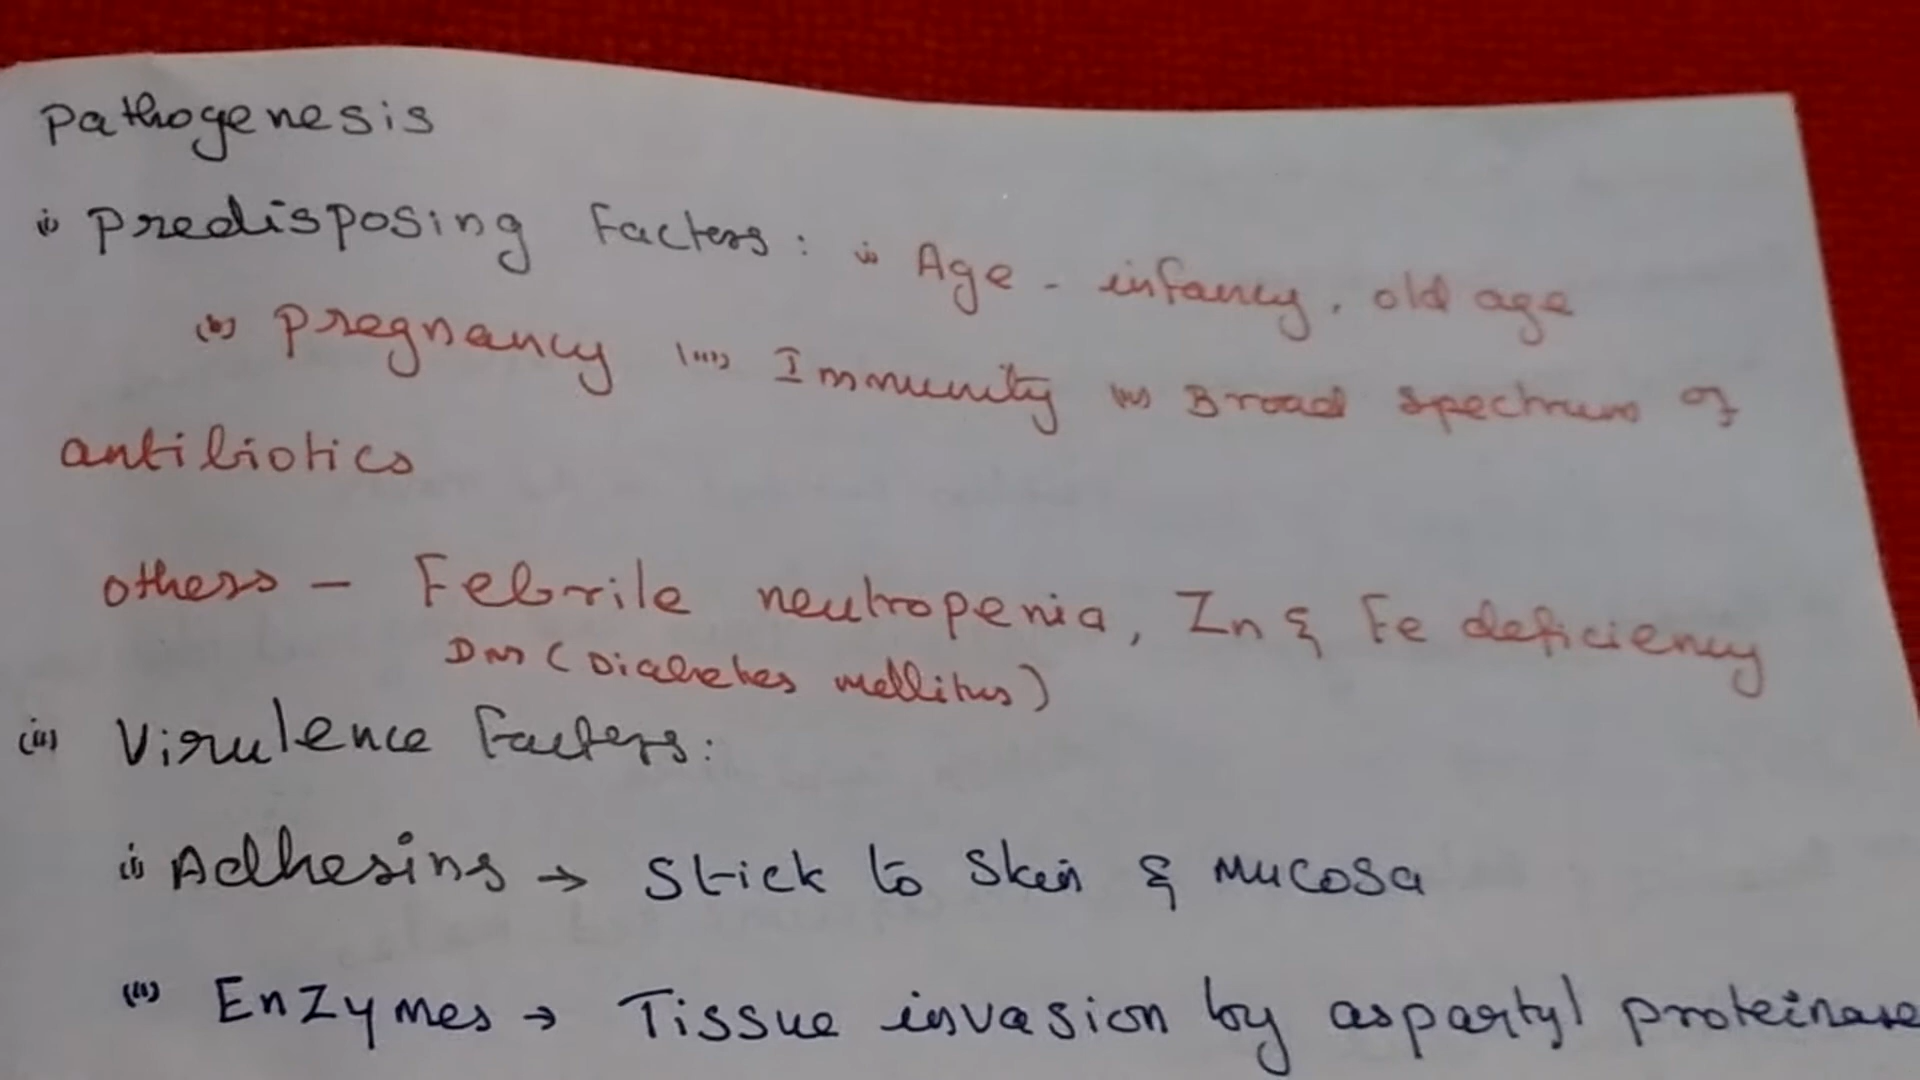 Pathogenesis
(i) Predisposing Factors: (i) Age - infancy, old age
(ii) Pregnancy (iii) Immunity (iv) Broad spectrum of
antibiotics
others - Febrile neutropenia, Zn & Fe deficiency
DM (Diabetes mellitus)
(ii) Virulence Factors:
(i) Adhesins → Stick to Skin & Mucosa
(ii) Enzymes → Tissue invasion by aspartyl proteinase